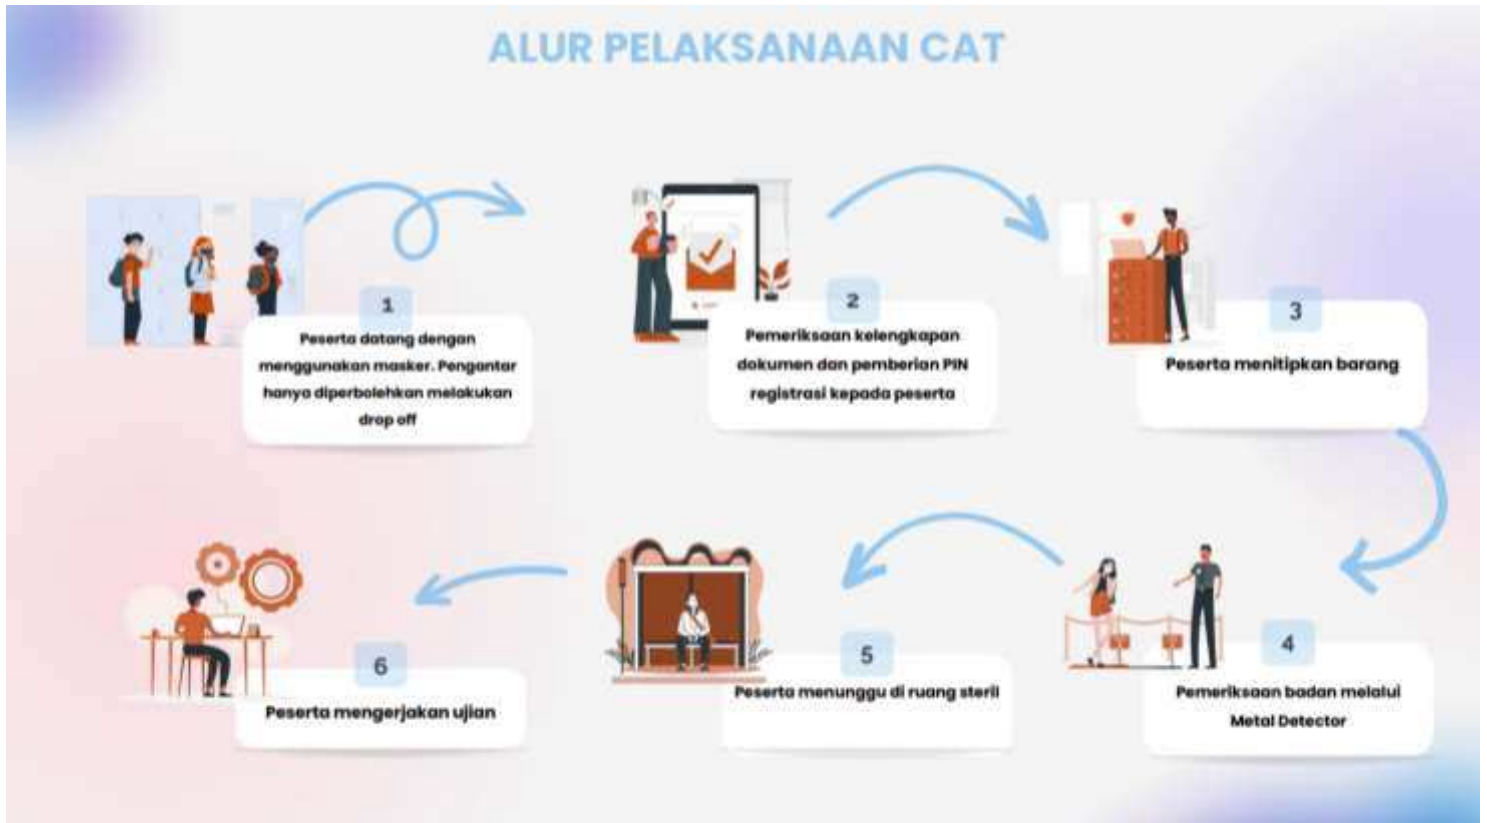 ALUR PELAKSANAAN CAT
1
Peserta datang dengan
menggunakan masker. Pengantar
hanya diperbolehkan melakukan
drop off
2
Pemeriksaan kelengkapan
dokumen dan pemberian PIN
registrasi kepada peserta
3
Peserta menitipkan barang
4
Pemeriksaan badan melalui
Metal Detector
5
Peserta menunggu di ruang steril
6
Peserta mengerjakan ujian